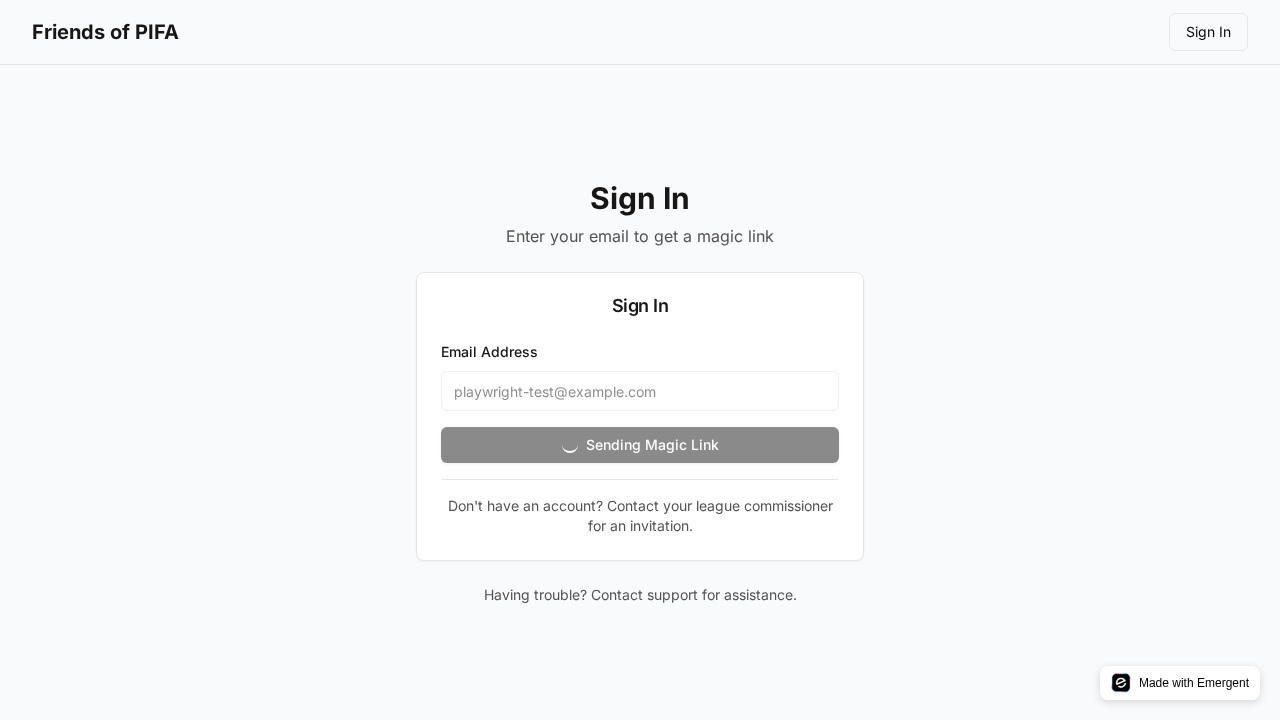 Friends of PIFA
Sign In
Sign In
Enter your email to get a magic link
Sign In
Email Address
playwright-test@example.com
Sending Magic Link
Don't have an account? Contact your league commissioner
for an invitation.
Having trouble? Contact support for assistance.
Made with Emergent